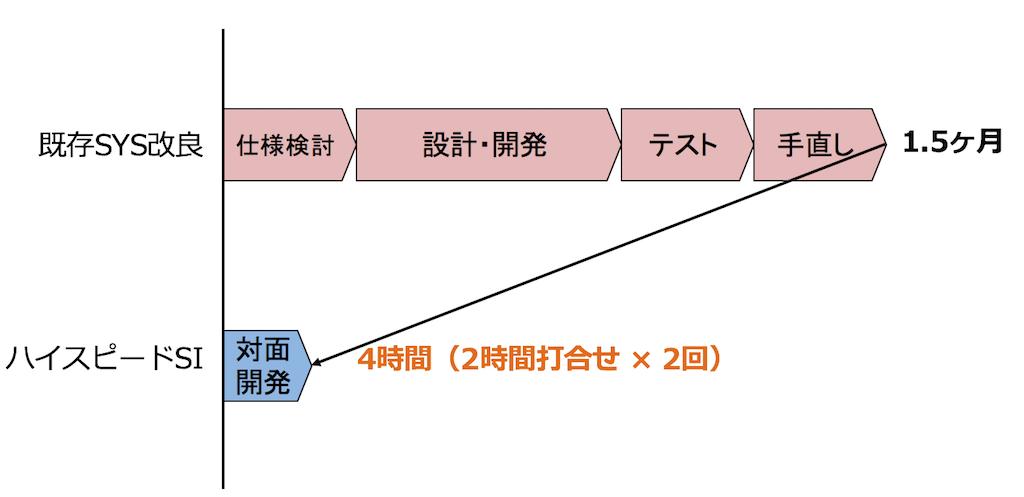 既存SYS改良
仕様検討
設計・開発
テスト
手直し
1.5ヶ月
ハイスピードSI
対面
開発
4時間（2時間打合せ × 2回）